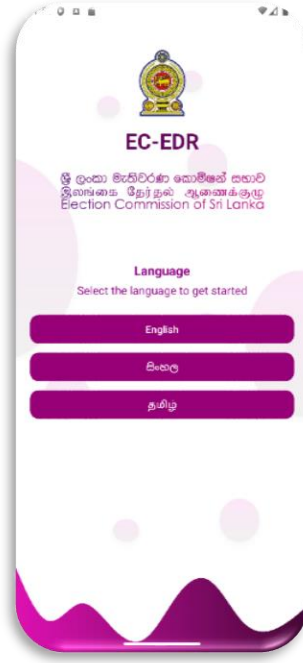 EC-EDR
ශ්‍රී ලංකා මැතිවරණ කොමිෂන් සභාව
இலங்கை தேர்தல் ஆணைக்குழு
Election Commission of Sri Lanka
Language
Select the language to get started
English
සිංහල
தமிழ்